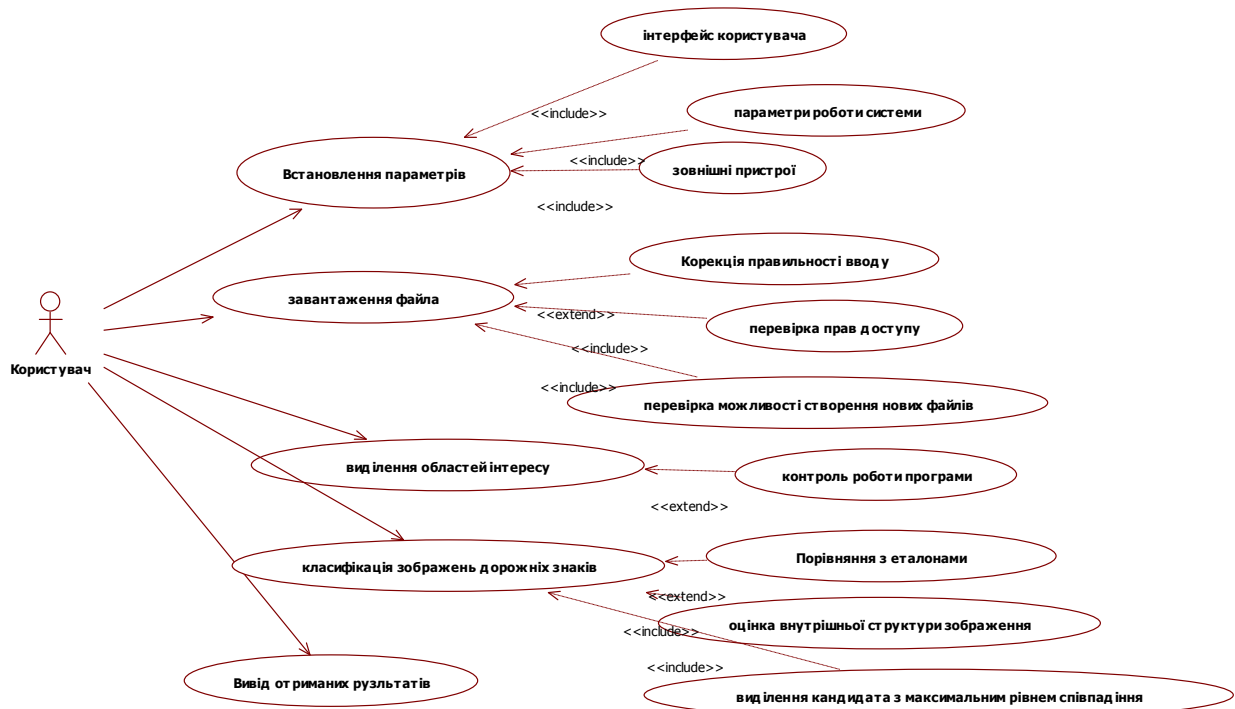 інтерфейс користувача
<<include>>
параметри роботи системи
<<include>>
Встановлення параметрів
зовнішні пристрої
<<include>>
Корекція правильності вводу
завантаження файла
<<extend>>
перевірка прав доступу
<<include>>
Користувач
<<include>>
перевірка можливості створення нових файлів
виділення областей інтересу
контроль роботи програми
<<extend>>
Порівняння з еталонами
класифікація зображень дорожніх знаків
<<extend>>
оцінка внутрішньої структури зображення
<<include>>
<<include>>
Вивід отриманих рузльтатів
виділення кандидата з максимальним рівнем співпадіння